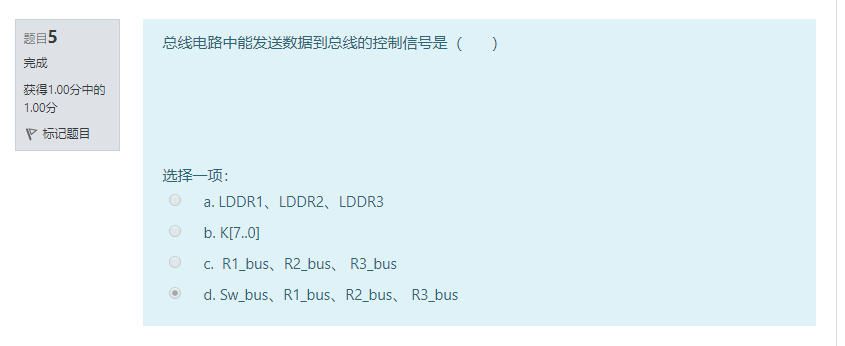 题目5
完成
获得1.00分中的
1.00分
标记题目
总线电路中能发送数据到总线的控制信号是（　　）
选择一项：
a. LDDR1、LDDR2、LDDR3
b. K[7..0]
c. R1_bus、R2_bus、 R3_bus
d. Sw_bus、R1_bus、R2_bus、 R3_bus